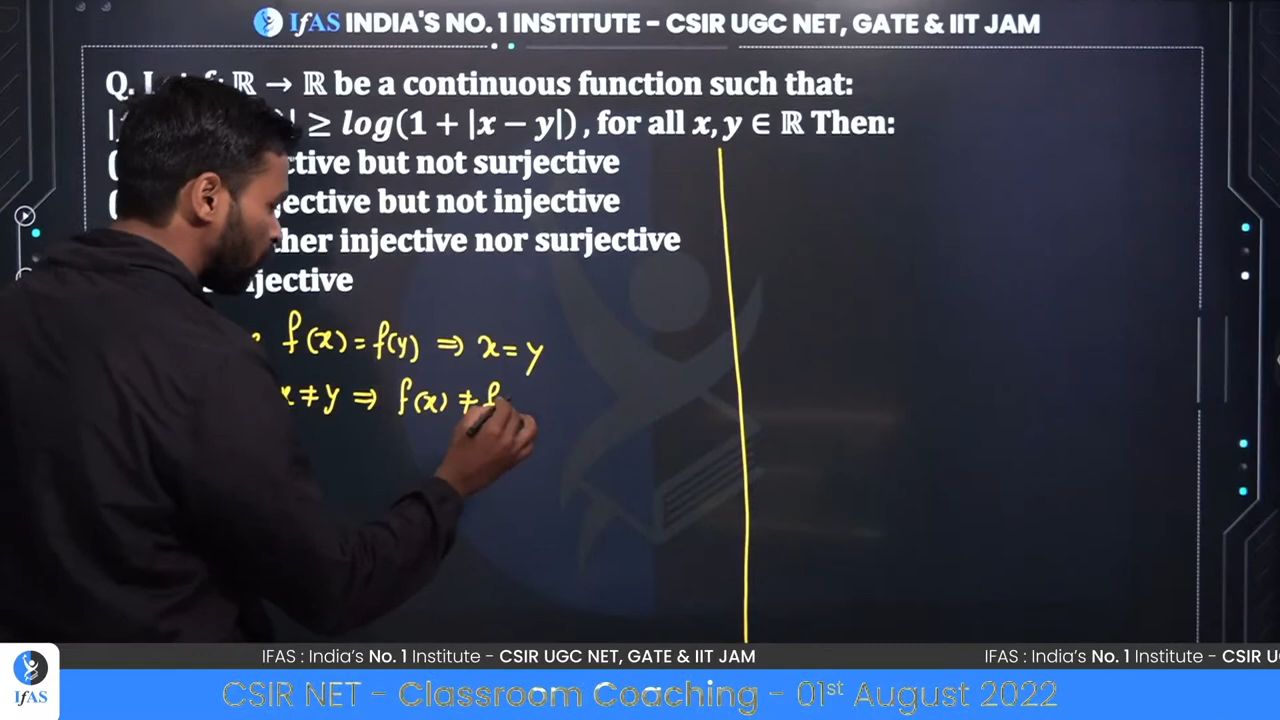 IFAS INDIA'S NO. 1 INSTITUTE - CSIR UGC NET, GATE & IIT JAM
Q. ℝ → ℝ be a continuous function such that:
| ≥ log(1 + |x − y|) , for all x, y ∈ ℝ Then:
ctive but not surjective
jective but not injective
ther injective nor surjective
jective
f(x) = f(y) ⇒ x = y
x ≠ y ⇒ f(x) ≠ f
IFAS : India's No. 1 Institute - CSIR UGC NET, GATE & IIT JAM
IFAS : India's No. 1 Institute - CSIR U
IFAS
CSIR NET - Classroom Coaching - 01st August 2022